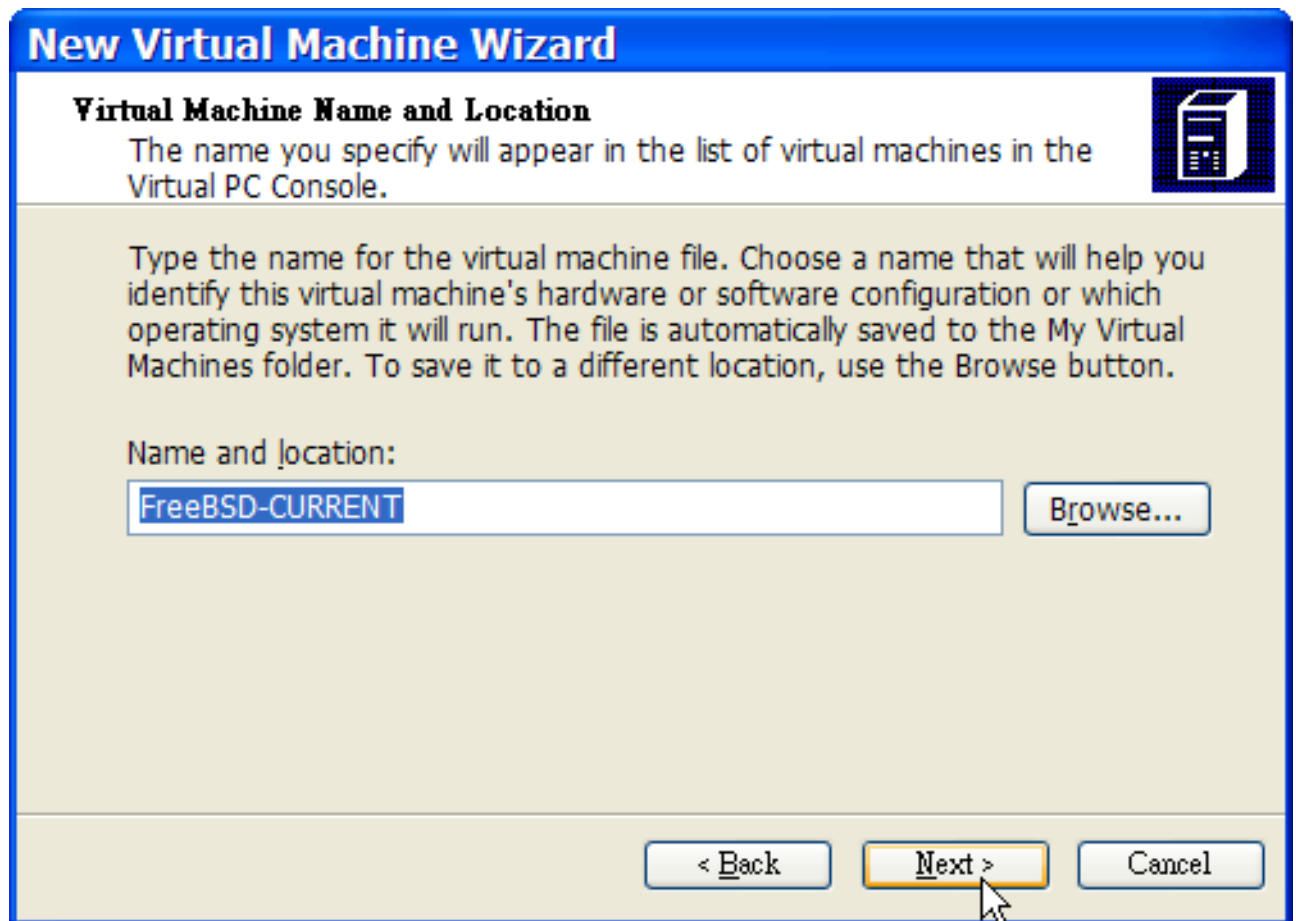 New Virtual Machine Wizard
Virtual Machine Name and Location
The name you specify will appear in the list of virtual machines in the
Virtual PC Console.
Type the name for the virtual machine file. Choose a name that will help you
identify this virtual machine's hardware or software configuration or which
operating system it will run. The file is automatically saved to the My Virtual
Machines folder. To save it to a different location, use the Browse button.
Name and location:
FreeBSD-CURRENT
Browse...
< Back
Next >
Cancel